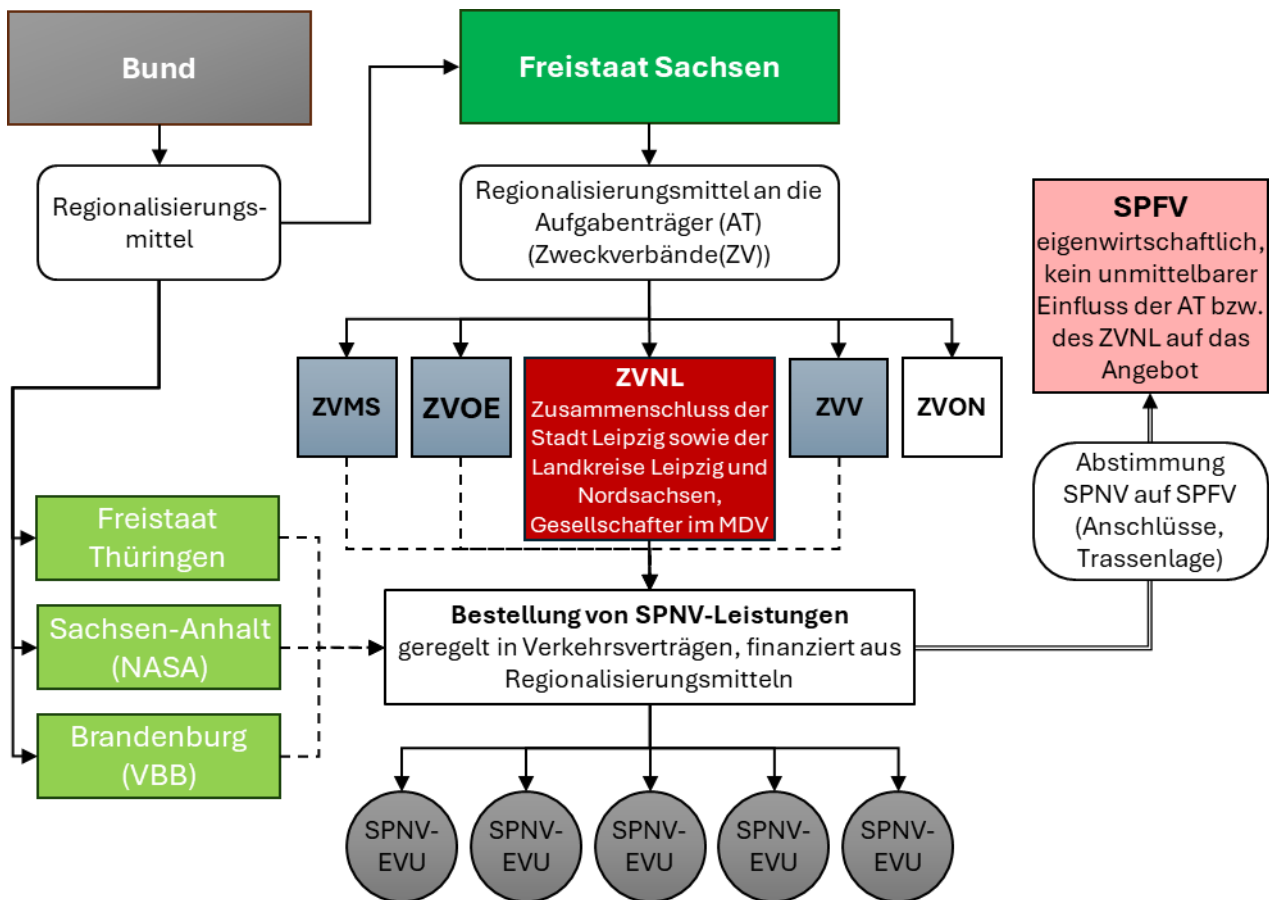 Bund
Freistaat Sachsen
Regionalisierungs-
mittel
Regionalisierungsmittel an die
Aufgabenträger (AT)
(Zweckverbände(ZV))
SPFV
eigenwirtschaftlich,
kein unmittelbarer
Einfluss der AT bzw.
des ZVNL auf das
Angebot
ZVMS
ZVOE
ZVNL
Zusammenschluss der
Stadt Leipzig sowie der
Landkreise Leipzig und
Nordsachsen,
Gesellschafter im MDV
ZVV
ZVON
Abstimmung
SPNV auf SPFV
(Anschlüsse,
Trassenlage)
Freistaat
Thüringen
Sachsen-Anhalt
(NASA)
Brandenburg
(VBB)
Bestellung von SPNV-Leistungen
geregelt in Verkehrsverträgen, finanziert aus
Regionalisierungsmitteln
SPNV-
EVU
SPNV-
EVU
SPNV-
EVU
SPNV-
EVU
SPNV-
EVU